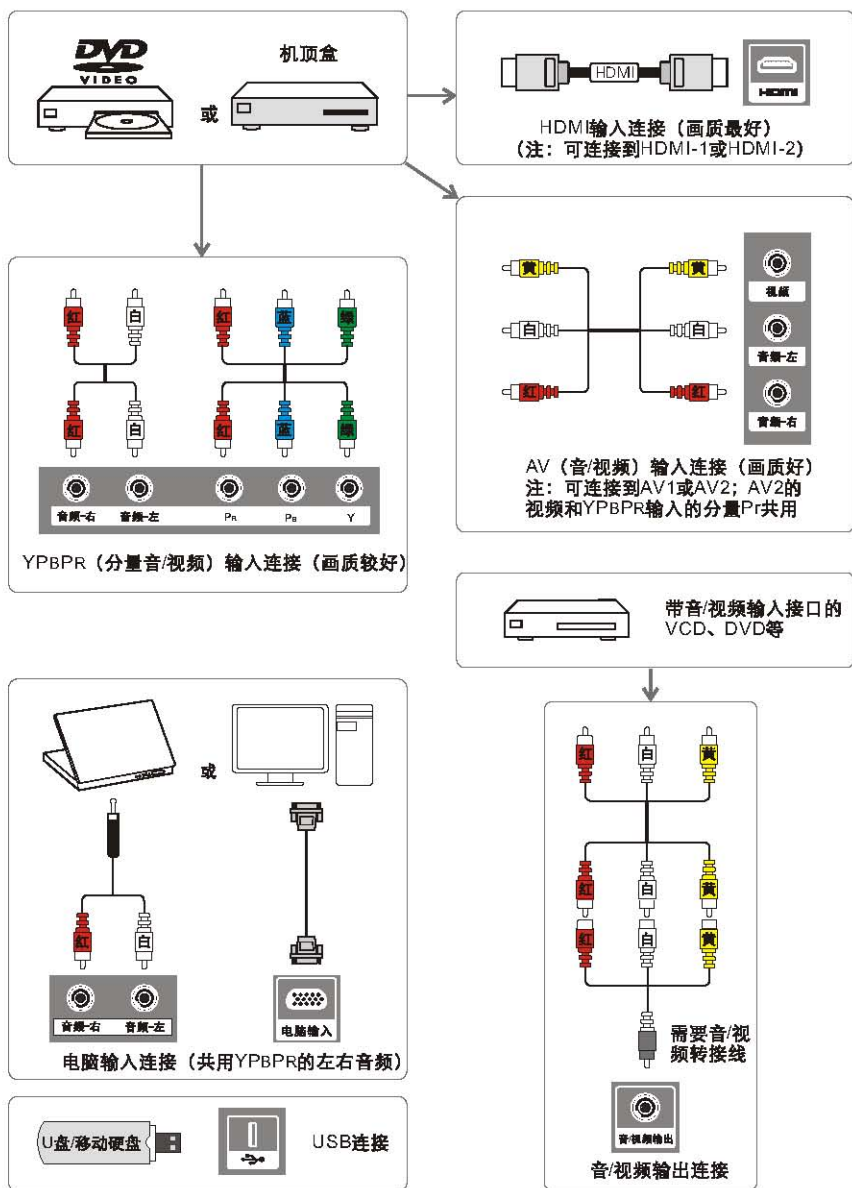 DVD
VIDEO
或
机顶盒
HDMI
HDMI
HDMI输入连接（画质最好）
（注：可连接到HDMI-1或HDMI-2）
红
白
红
蓝
绿
红
白
红
蓝
绿
音频-右
音频-左
PR
PB
Y
YPBPR（分量音/视频）输入连接（画质较好）
黄
黄
视频
白
白
音频-左
红
红
音频-右
AV（音/视频）输入连接（画质好）
注：可连接到AV1或AV2；AV2的
视频和YPBPR输入的分量Pr共用
带音/视频输入接口的
VCD、DVD等
或
红
白
音频-右
音频-左
电脑输入
电脑输入连接（共用YPBPR的左右音频）
红
白
黄
红
白
黄
红
白
黄
需要音/视
频转接线
音/视频输出
音/视频输出连接
U盘/移动硬盘
USB连接